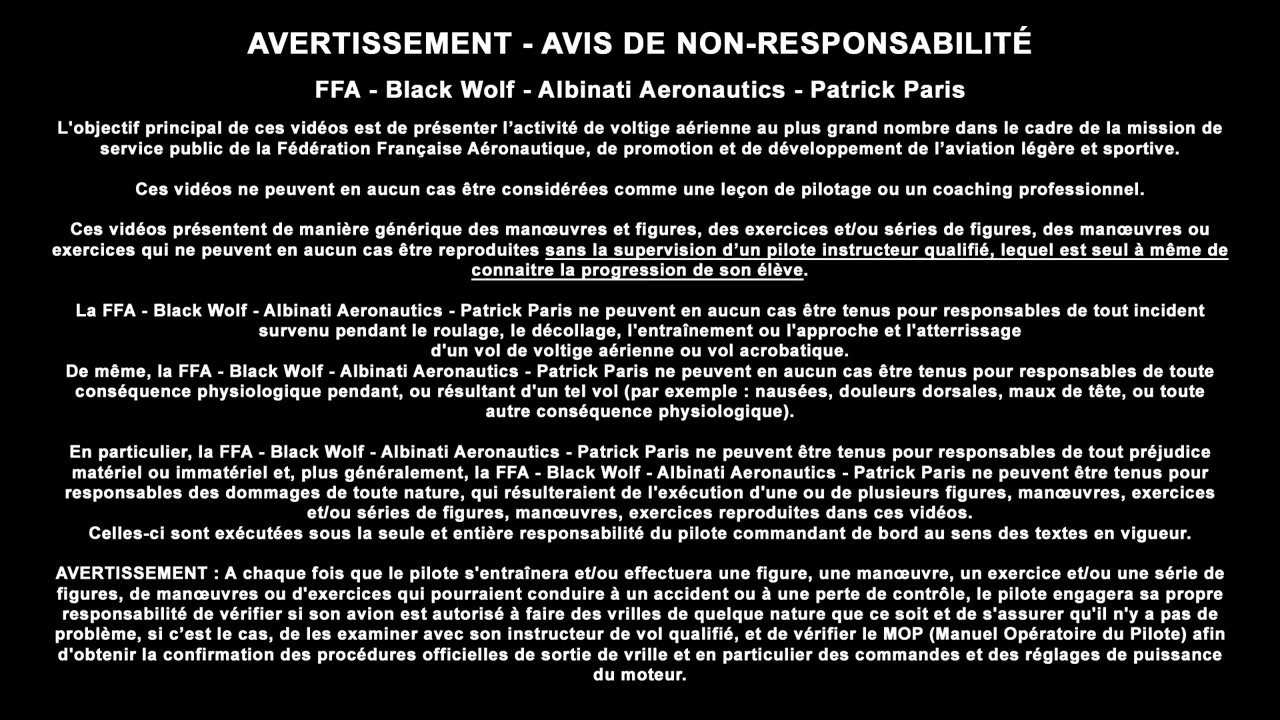 AVERTISSEMENT - AVIS DE NON-RESPONSABILITÉ
FFA - Black Wolf - Albinati Aeronautics - Patrick Paris
L'objectif principal de ces vidéos est de présenter l’activité de voltige aérienne au plus grand nombre dans le cadre de la mission de
service public de la Fédération Française Aéronautique, de promotion et de développement de l’aviation légère et sportive.
Ces vidéos ne peuvent en aucun cas être considérées comme une leçon de pilotage ou un coaching professionnel.
Ces vidéos présentent de manière générique des manœuvres et figures, des exercices et/ou séries de figures, des manœuvres ou
exercices qui ne peuvent en aucun cas être reproduites sans la supervision d’un pilote instructeur qualifié, lequel est seul à même de
connaitre la progression de son élève.
La FFA - Black Wolf - Albinati Aeronautics - Patrick Paris ne peuvent en aucun cas être tenus pour responsables de tout incident
survenu pendant le roulage, le décollage, l'entraînement ou l'approche et l'atterrissage
d'un vol de voltige aérienne ou vol acrobatique.
De même, la FFA - Black Wolf - Albinati Aeronautics - Patrick Paris ne peuvent en aucun cas être tenus pour responsables de toute
conséquence physiologique pendant, ou résultant d'un tel vol (par exemple : nausées, douleurs dorsales, maux de tête, ou toute
autre conséquence physiologique).
En particulier, la FFA - Black Wolf - Albinati Aeronautics - Patrick Paris ne peuvent être tenus pour responsables de tout préjudice
matériel ou immatériel et, plus généralement, la FFA - Black Wolf - Albinati Aeronautics - Patrick Paris ne peuvent être tenus pour
responsables des dommages de toute nature, qui résulteraient de l'exécution d'une ou de plusieurs figures, manœuvres, exercices
et/ou séries de figures, manœuvres, exercices reproduites dans ces vidéos.
Celles-ci sont exécutées sous la seule et entière responsabilité du pilote commandant de bord au sens des textes en vigueur.
AVERTISSEMENT : A chaque fois que le pilote s'entraînera et/ou effectuera une figure, une manœuvre, un exercice et/ou une série de
figures, de manœuvres ou d'exercices qui pourraient conduire à un accident ou à une perte de contrôle, le pilote engagera sa propre
responsabilité de vérifier si son avion est autorisé à faire des vrilles de quelque nature que ce soit et de s'assurer qu'il n'y a pas de
problème, si c’est le cas, de les examiner avec son instructeur de vol qualifié, et de vérifier le MOP (Manuel Opératoire du Pilote) afin
d'obtenir la confirmation des procédures officielles de sortie de vrille et en particulier des commandes et des réglages de puissance
du moteur.